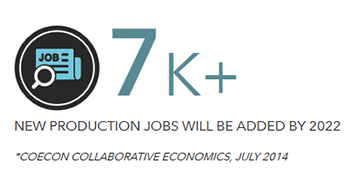 JOB
7K+
NEW PRODUCTION JOBS WILL BE ADDED BY 2022
*COECON COLLABORATIVE ECONOMICS, JULY 2014